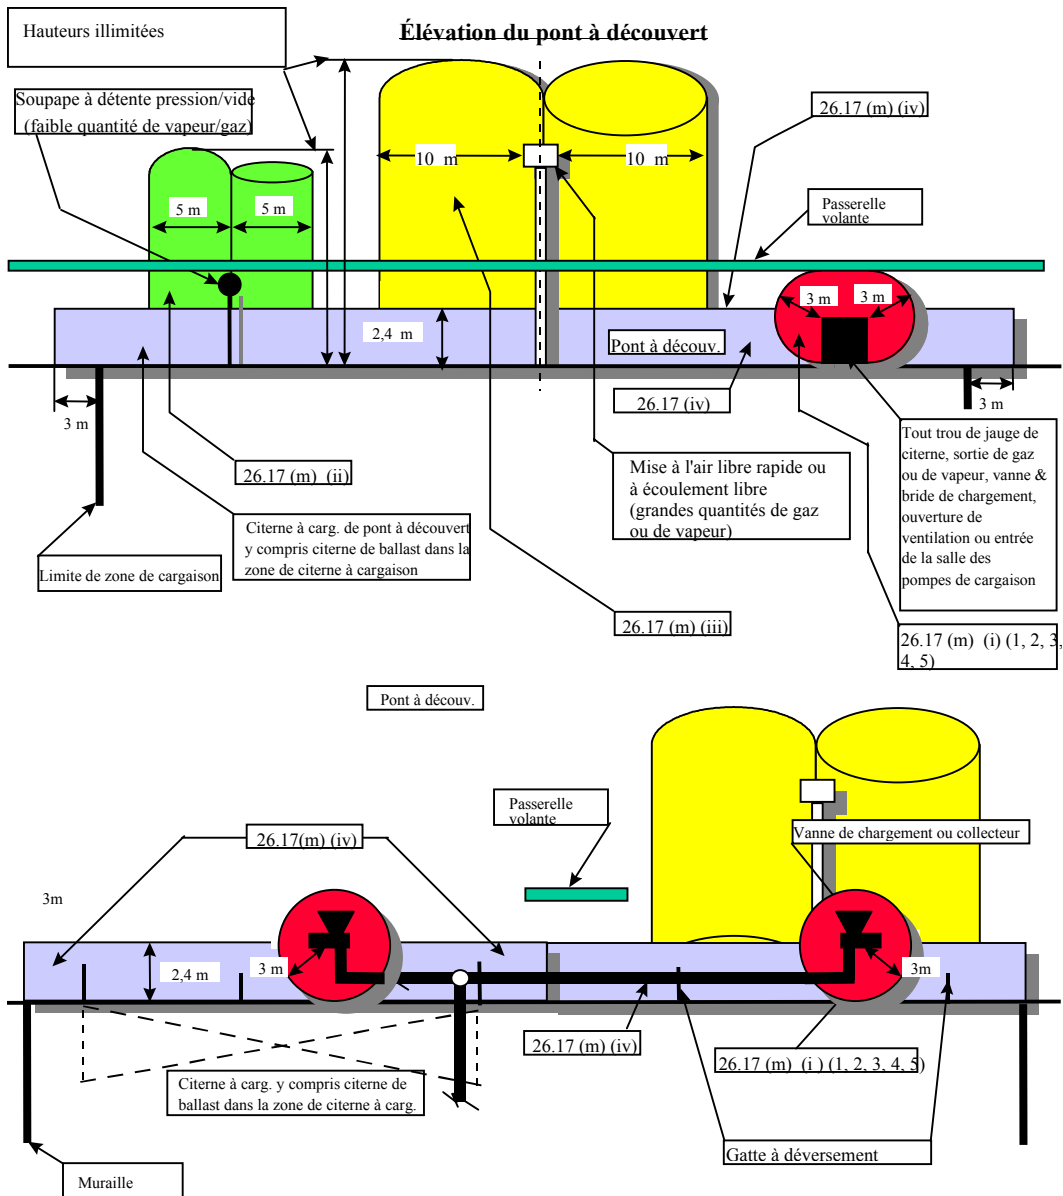 Élévation du pont à découvert
Hauteurs illimitées
Soupape à détente pression/vide
(faible quantité de vapeur/gaz)
26.17 (m) (iv)
10 m
10 m
Passerelle
volante
5 m
5 m
3 m
3 m
2,4 m
Pont à découv.
26.17 (iv)
3 m
3 m
26.17 (m) (ii)
Mise à l'air libre rapide ou
à écoulement libre
(grandes quantités de gaz
ou de vapeur)
Tout trou de jauge de
citerne, sortie de gaz
ou de vapeur, vanne &
bride de chargement,
ouverture de
ventilation ou entrée
de la salle des
pompes de cargaison
Citerne à carg. de pont à découvert
y compris citerne de ballast dans la
zone de citerne à cargaison
Limite de zone de cargaison
26.17 (m) (iii)
26.17 (m) (i) (1, 2, 3,
4, 5)
Pont à découv.
Passerelle
volante
26.17(m) (iv)
Vanne de chargement ou collecteur
3m
2,4 m
3 m
3m
26.17 (m) (iv)
26.17 (m) (i ) (1, 2, 3, 4, 5)
Citerne à carg. y compris citerne de
ballast dans la zone de citerne à carg.
Gatte à déversement
Muraille